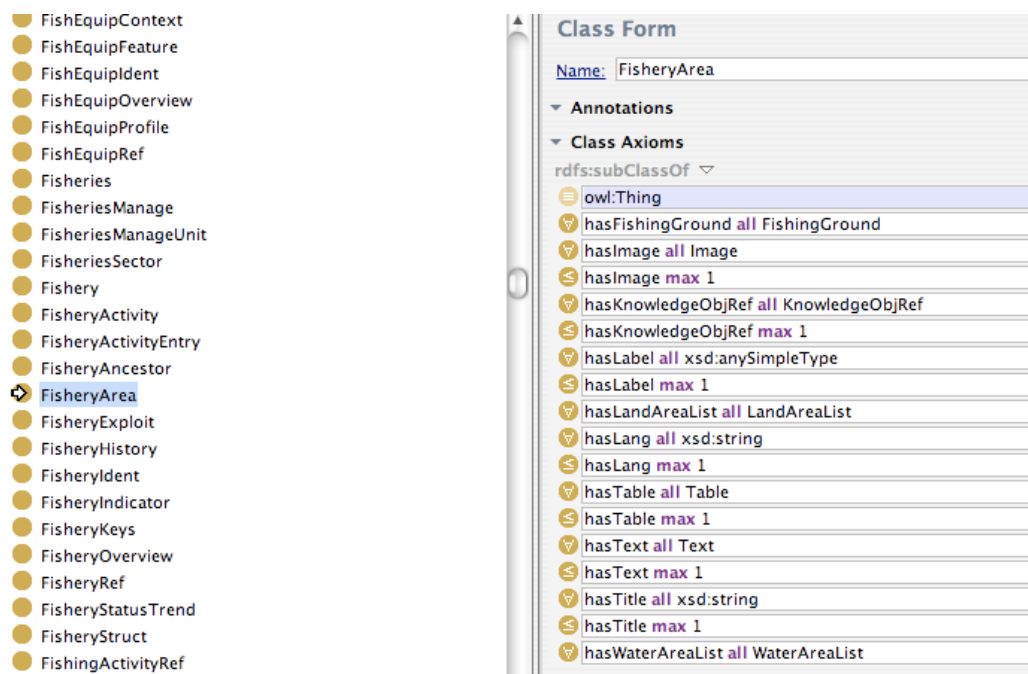 FishEquipContext
FishEquipFeature
FishEquipIdent
FishEquipOverview
FishEquipProfile
FishEquipRef
Fisheries
FisheriesManage
FisheriesManageUnit
FisheriesSector
Fishery
FisheryActivity
FisheryActivityEntry
FisheryAncestor
FisheryArea
FisheryExploit
FisheryHistory
FisheryIdent
FisheryIndicator
FisheryKeys
FisheryOverview
FisheryRef
FisheryStatusTrend
FisheryStruct
FishingActivityRef
Class Form
Name: FisheryArea
Annotations
Class Axioms
rdfs:subClassOf
owl:Thing
hasFishingGround all FishingGround
hasImage all Image
hasImage max 1
hasKnowledgeObjRef all KnowledgeObjRef
hasKnowledgeObjRef max 1
hasLabel all xsd:anySimpleType
hasLabel max 1
hasLandAreaList all LandAreaList
hasLang all xsd:string
hasLang max 1
hasTable all Table
hasTable max 1
hasText all Text
hasText max 1
hasTitle all xsd:string
hasTitle max 1
hasWaterAreaList all WaterAreaList